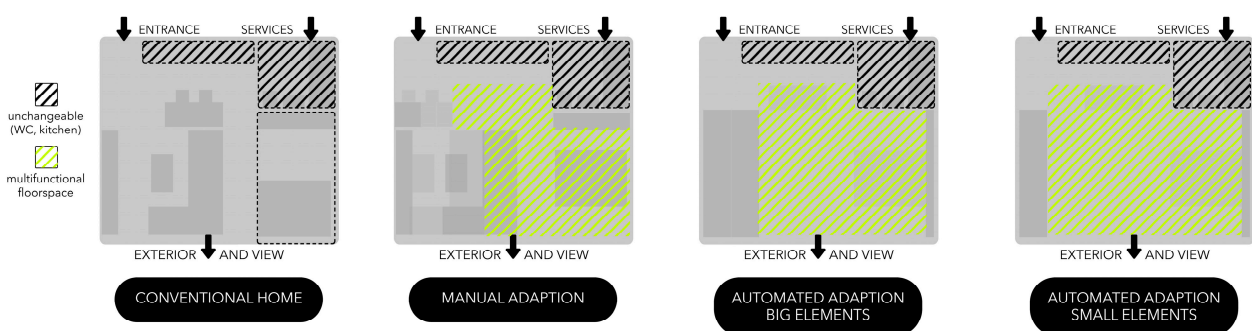 ENTRANCE SERVICES
ENTRANCE SERVICES
ENTRANCE SERVICES
ENTRANCE SERVICES
unchangeable
(WC, kitchen)
multifunctional
floorspace
EXTERIOR AND VIEW
EXTERIOR AND VIEW
EXTERIOR AND VIEW
EXTERIOR AND VIEW
CONVENTIONAL HOME
MANUAL ADAPTION
AUTOMATED ADAPTION
BIG ELEMENTS
AUTOMATED ADAPTION
SMALL ELEMENTS